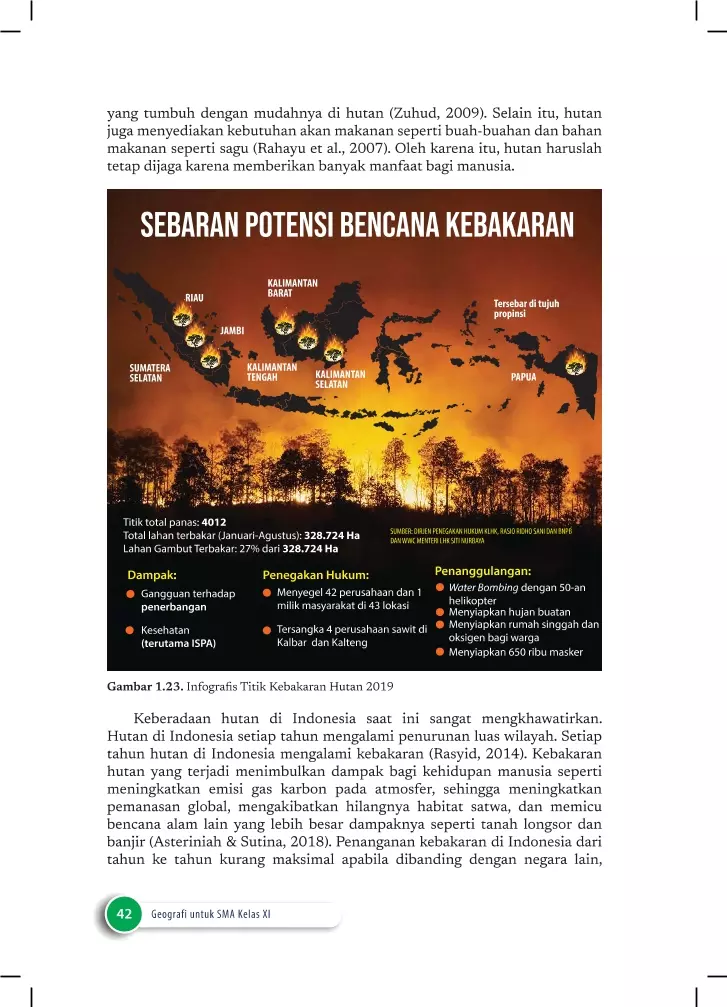 yang tumbuh dengan mudahnya di hutan (Zuhud, 2009). Selain itu, hutan
juga menyediakan kebutuhan akan makanan seperti buah-buahan dan bahan
makanan seperti sagu (Rahayu et al., 2007). Oleh karena itu, hutan haruslah
tetap dijaga karena memberikan banyak manfaat bagi manusia.
SEBARAN POTENSI BENCANA KEBAKARAN
RIAU
KALIMANTAN
BARAT
Tersebar di tujuh
propinsi
JAMBI
SUMATERA
SELATAN
KALIMANTAN
TENGAH
KALIMANTAN
SELATAN
PAPUA
Titik total panas: 4012
Total lahan terbakar (Januari-Agustus): 328.724 Ha
Lahan Gambut Terbakar: 27% dari 328.724 Ha
SUMBER: DIRJEN PENEGAKAN HUKUM KLHK, RASIO RIDHO SANI DAN BNPB
DAN WWC MENTERI LHK SITI NURBAYA
Dampak:
Gangguan terhadap
penerbangan
Kesehatan
(terutama ISPA)
Penegakan Hukum:
Menyegel 42 perusahaan dan 1
milik masyarakat di 43 lokasi
Tersangka 4 perusahaan sawit di
Kalbar dan Kalteng
Penanggulangan:
Water Bombing dengan 50-an
helikopter
Menyiapkan hujan buatan
Menyiapkan rumah singgah dan
oksigen bagi warga
Menyiapkan 650 ribu masker
Gambar 1.23. Infografis Titik Kebakaran Hutan 2019
Keberadaan hutan di Indonesia saat ini sangat mengkhawatirkan.
Hutan di Indonesia setiap tahun mengalami penurunan luas wilayah. Setiap
tahun hutan di Indonesia mengalami kebakaran (Rasyid, 2014). Kebakaran
hutan yang terjadi menimbulkan dampak bagi kehidupan manusia seperti
meningkatkan emisi gas karbon pada atmosfer, sehingga meningkatkan
pemanasan global, mengakibatkan hilangnya habitat satwa, dan memicu
bencana alam lain yang lebih besar dampaknya seperti tanah longsor dan
banjir (Asteriniah & Sutina, 2018). Penanganan kebakaran di Indonesia dari
tahun ke tahun kurang maksimal apabila dibanding dengan negara lain,
42 Geografi untuk SMA Kelas XI